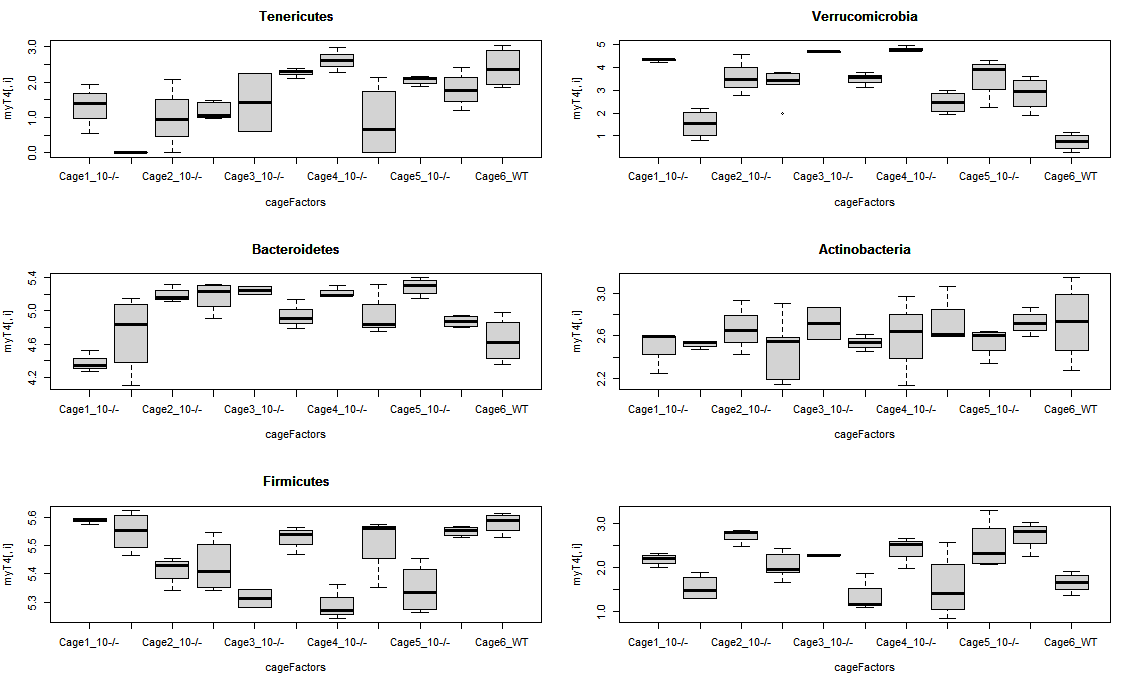 Tenericutes
myT4[, i]
0.0 1.0 2.0 3.0
Cage1_10-/- Cage2_10-/- Cage3_10-/- Cage4_10-/- Cage5_10-/- Cage6_WT
cageFactors
Verrucomicrobia
myT4[, i]
1 2 3 4 5
Cage1_10-/- Cage2_10-/- Cage3_10-/- Cage4_10-/- Cage5_10-/- Cage6_WT
cageFactors
Bacteroidetes
myT4[, i]
4.2 4.6 5.0 5.4
Cage1_10-/- Cage2_10-/- Cage3_10-/- Cage4_10-/- Cage5_10-/- Cage6_WT
cageFactors
Actinobacteria
myT4[, i]
2.2 2.6 3.0
Cage1_10-/- Cage2_10-/- Cage3_10-/- Cage4_10-/- Cage5_10-/- Cage6_WT
cageFactors
Firmicutes
myT4[, i]
5.3 5.4 5.5 5.6
Cage1_10-/- Cage2_10-/- Cage3_10-/- Cage4_10-/- Cage5_10-/- Cage6_WT
cageFactors
myT4[, i]
1.0 2.0 3.0
Cage1_10-/- Cage2_10-/- Cage3_10-/- Cage4_10-/- Cage5_10-/- Cage6_WT
cageFactors